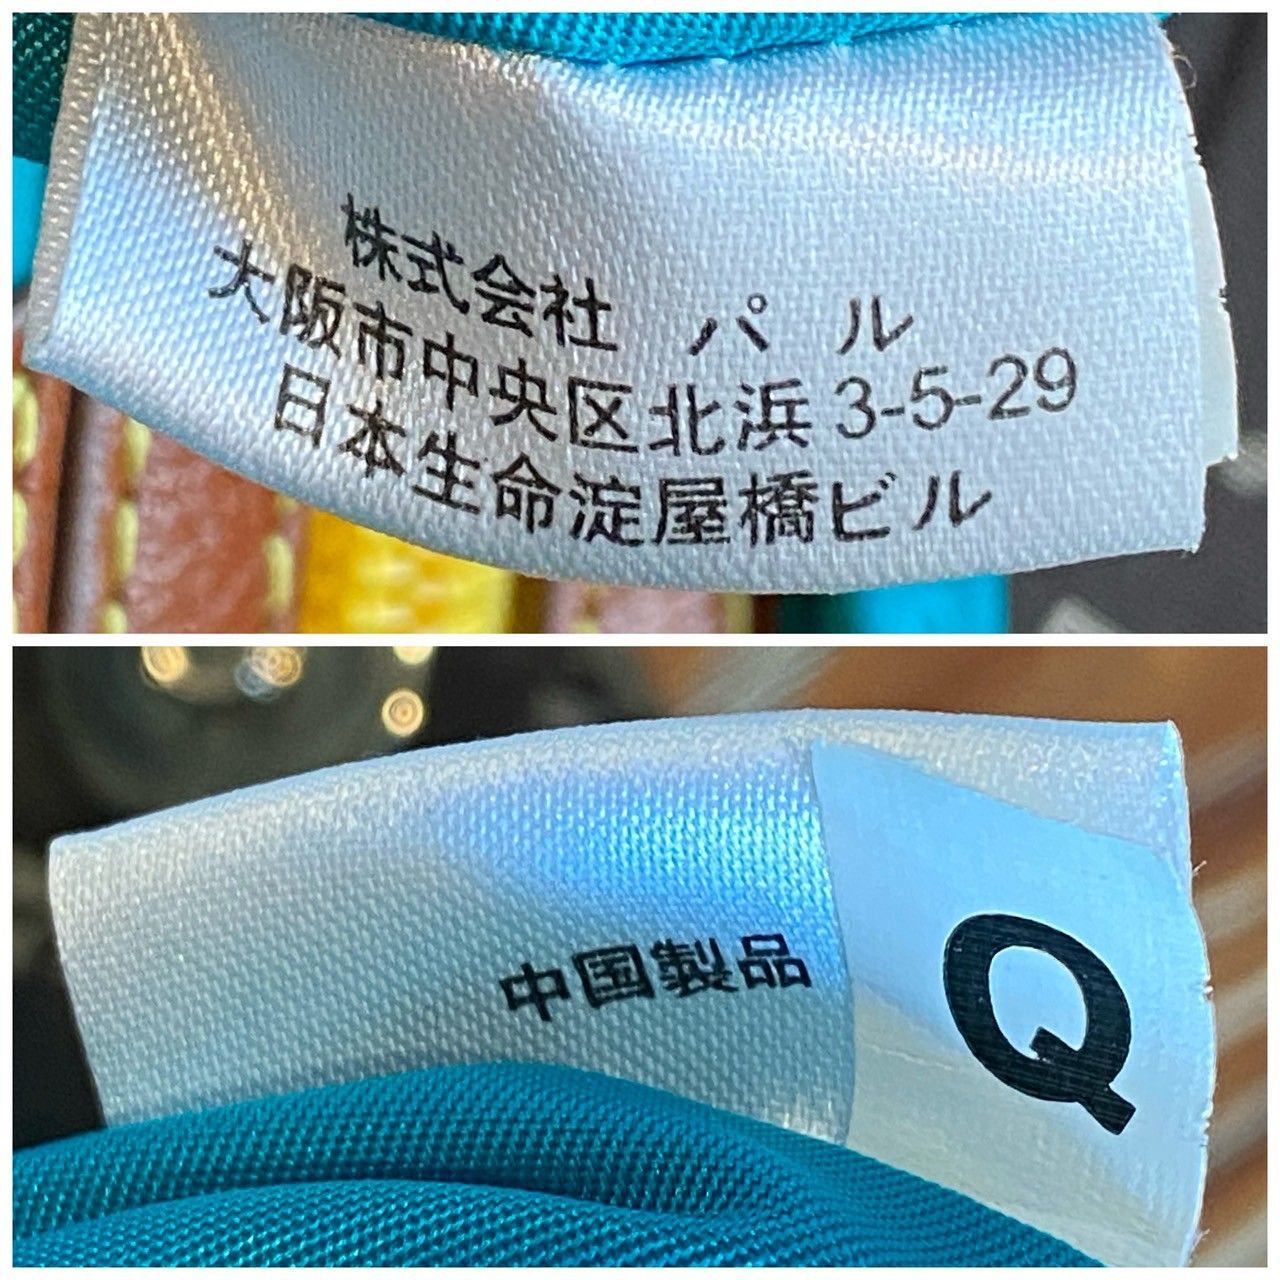 株式会社 パル
大阪市中央区北浜3-5-29
日本生命淀屋橋ビル
中国製品
Q